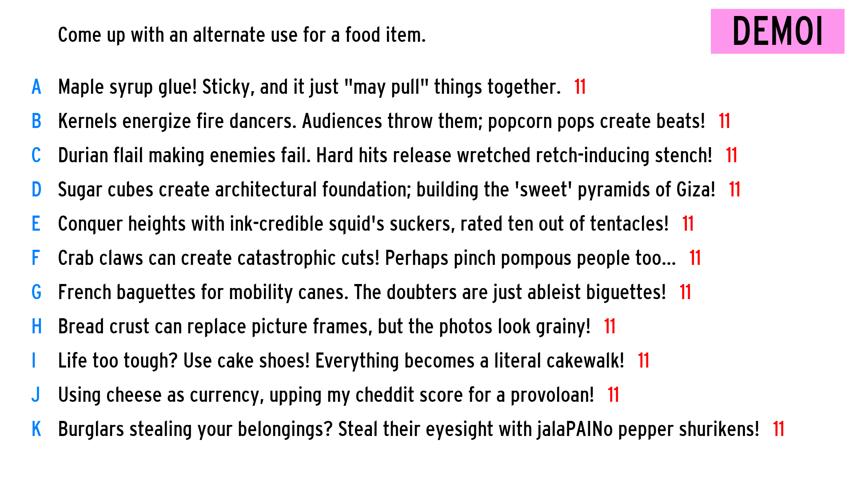 Come up with an alternate use for a food item.
DEMOI
A Maple syrup glue! Sticky, and it just "may pull" things together. 11
B Kernels energize fire dancers. Audiences throw them; popcorn pops create beats! 11
C Durian flail making enemies fail. Hard hits release wretched retch-inducing stench! 11
D Sugar cubes create architectural foundation; building the 'sweet' pyramids of Giza! 11
E Conquer heights with ink-credible squid's suckers, rated ten out of tentacles! 11
F Crab claws can create catastrophic cuts! Perhaps pinch pompous people too... 11
G French baguettes for mobility canes. The doubters are just ableist biguettes! 11
H Bread crust can replace picture frames, but the photos look grainy! 11
I Life too tough? Use cake shoes! Everything becomes a literal cakewalk! 11
J Using cheese as currency, upping my cheddit score for a provoloan! 11
K Burglars stealing your belongings? Steal their eyesight with jalaPAINo pepper shurikens! 11